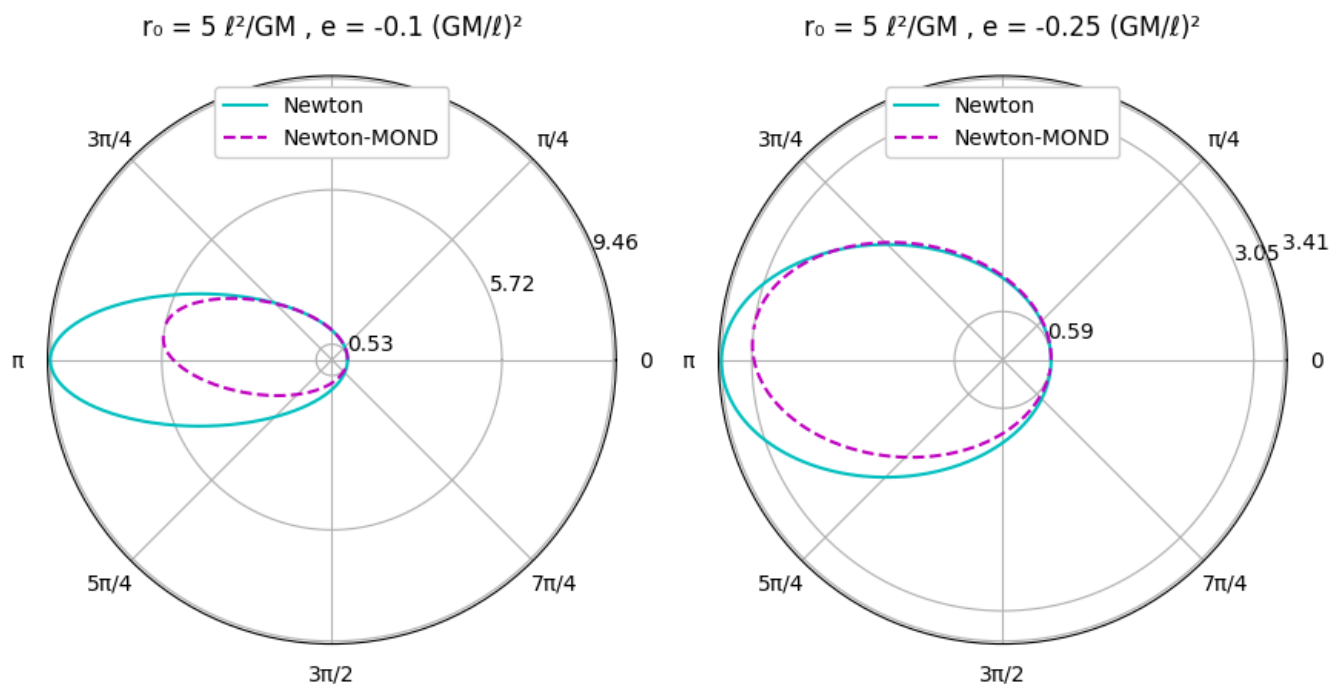 r₀ = 5 ℓ²/GM , e = -0.1 (GM/ℓ)²
Newton
Newton-MOND
3π/4
π/4
9.46
5.72
0.53
π
0
5π/4
7π/4
3π/2
r₀ = 5 ℓ²/GM , e = -0.25 (GM/ℓ)²
Newton
Newton-MOND
3π/4
π/4
3.05
3.41
0.59
π
0
5π/4
7π/4
3π/2